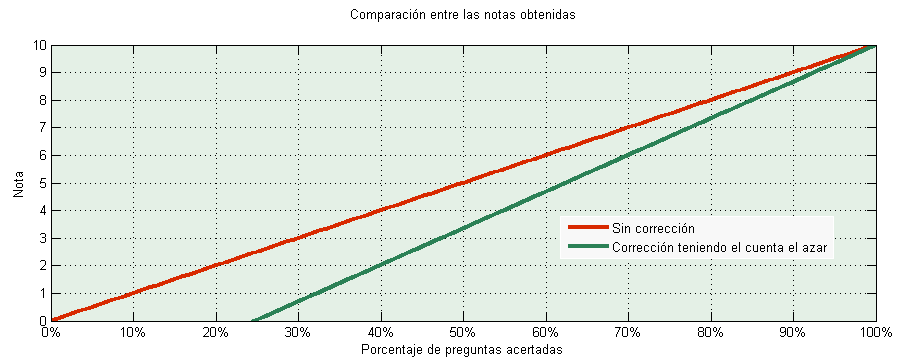 Comparación entre las notas obtenidas
10
9
8
7
6
5
4
3
2
1
0
Nota
Sin corrección
Corrección teniendo el cuenta el azar
0% 10% 20% 30% 40% 50% 60% 70% 80% 90% 100%
Porcentaje de preguntas acertadas